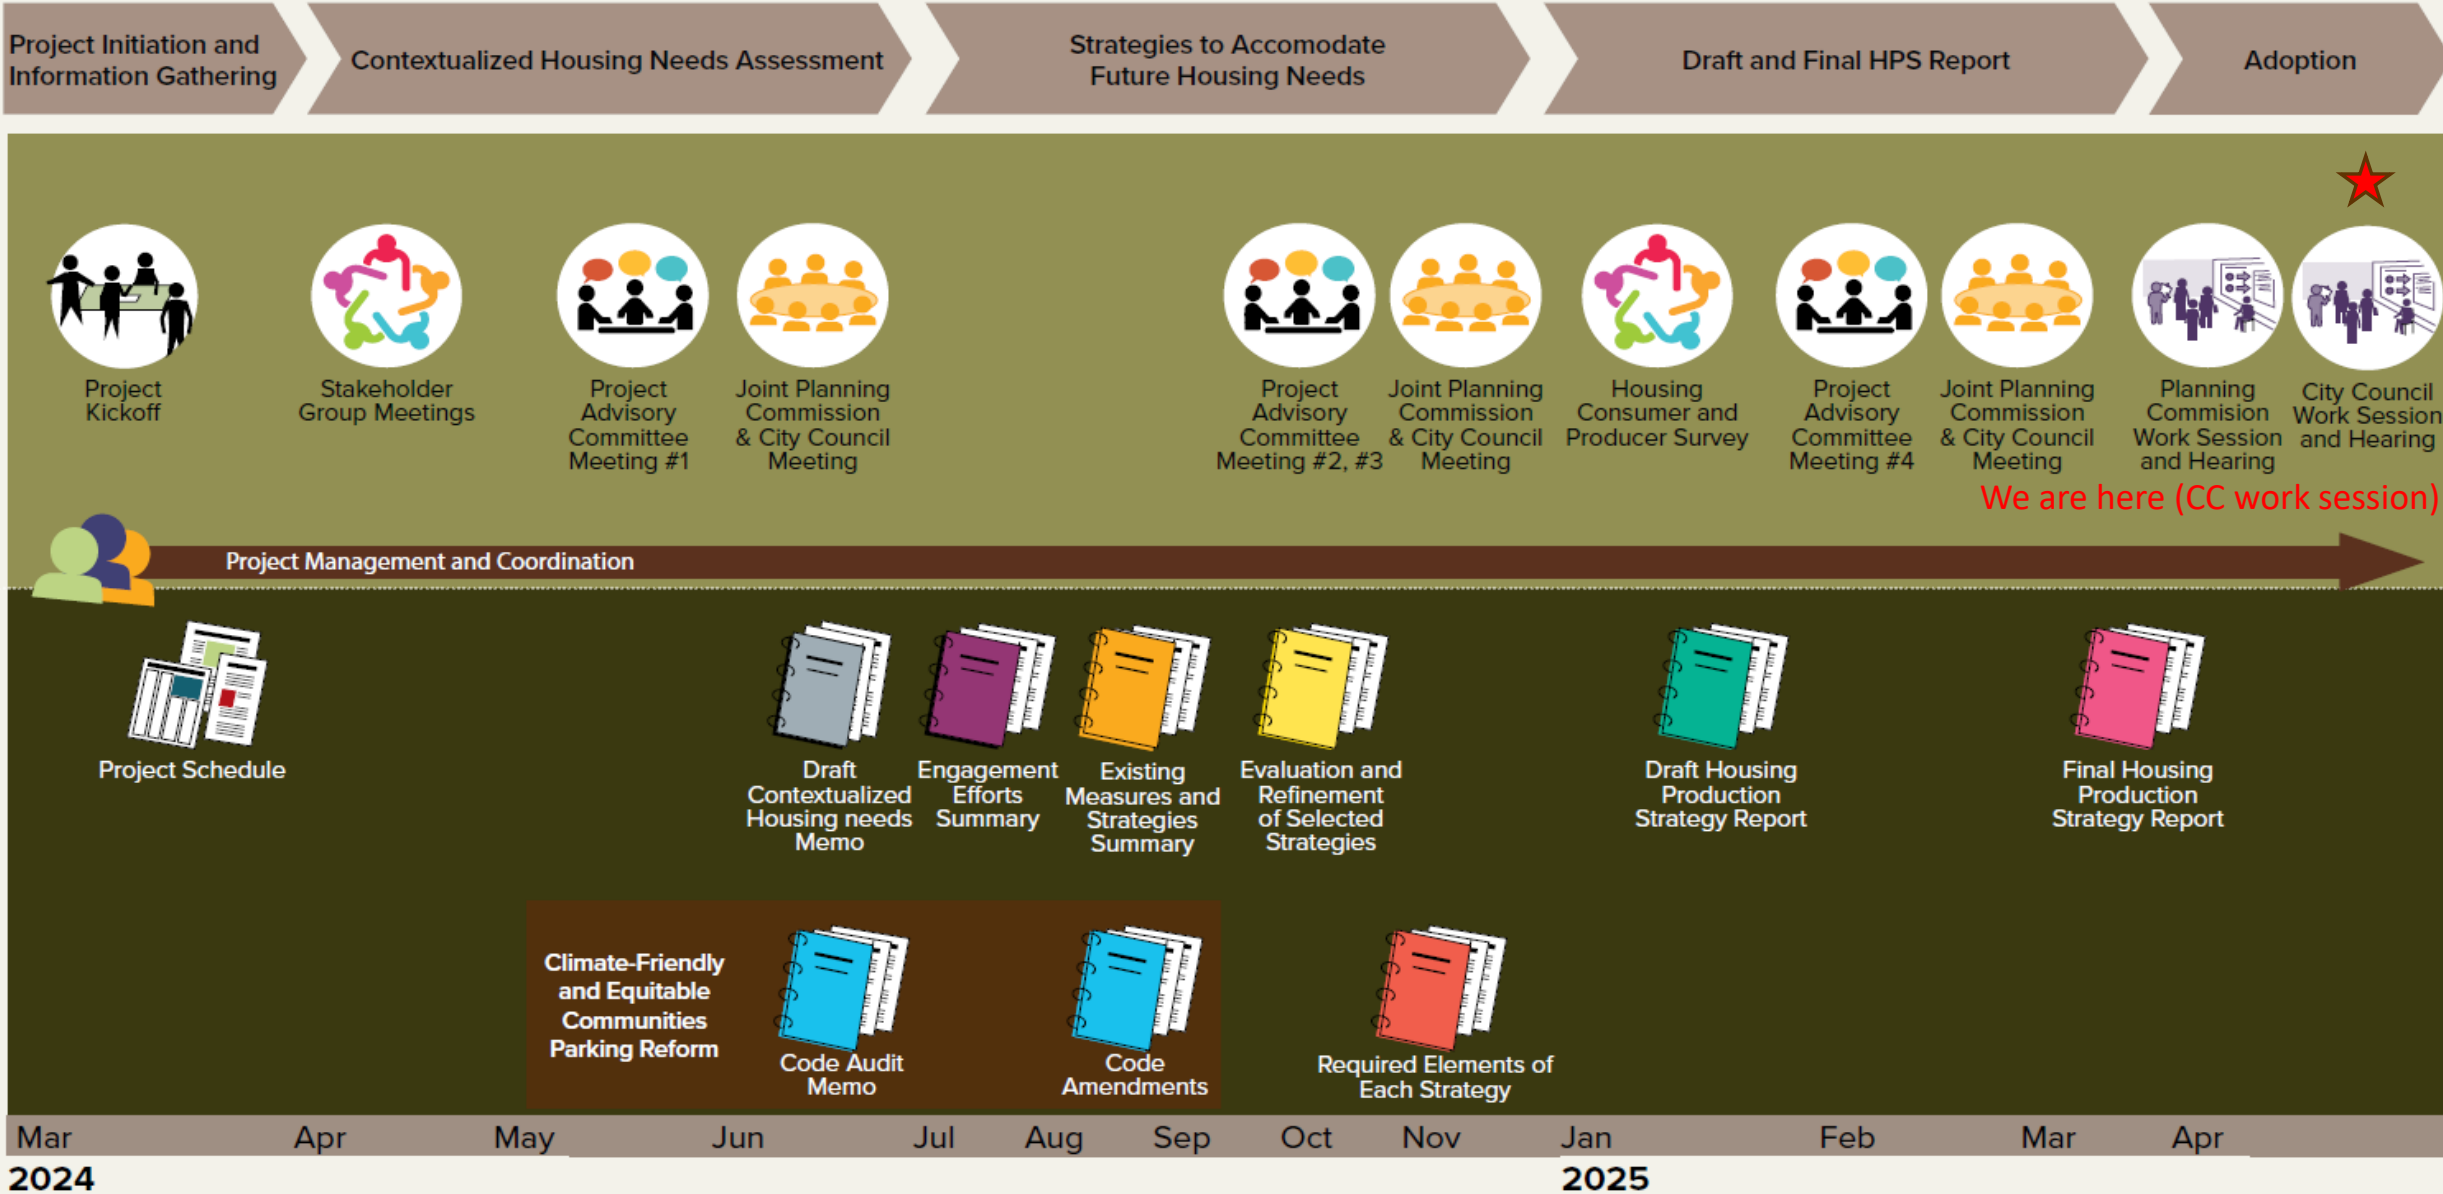 Project Initiation and
Information Gathering
Contextualized Housing Needs Assessment
Strategies to Accomodate
Future Housing Needs
Draft and Final HPS Report
Adoption
Project
Kickoff
Stakeholder
Group Meetings
Project
Advisory
Committee
Meeting #1
Joint Planning
Commission
& City Council
Meeting
Project
Advisory
Committee
Meeting #2, #3
Joint Planning
Commission
& City Council
Meeting
Housing
Consumer and
Producer Survey
Project
Advisory
Committee
Meeting #4
Joint Planning
Commission
& City Council
Meeting
Planning
Commision
Work Session
and Hearing
City Council
Work Session
and Hearing
We are here (CC work session)
Project Management and Coordination
Project Schedule
Draft
Contextualized
Housing needs
Memo
Engagement
Efforts
Summary
Existing
Measures and
Strategies
Summary
Evaluation and
Refinement
of Selected
Strategies
Draft Housing
Production
Strategy Report
Final Housing
Production
Strategy Report
Climate-Friendly
and Equitable
Communities
Parking Reform
Code Audit
Memo
Code
Amendments
Required Elements of
Each Strategy
Mar Apr May Jun Jul Aug Sep Oct Nov Jan Feb Mar Apr
2024 2025